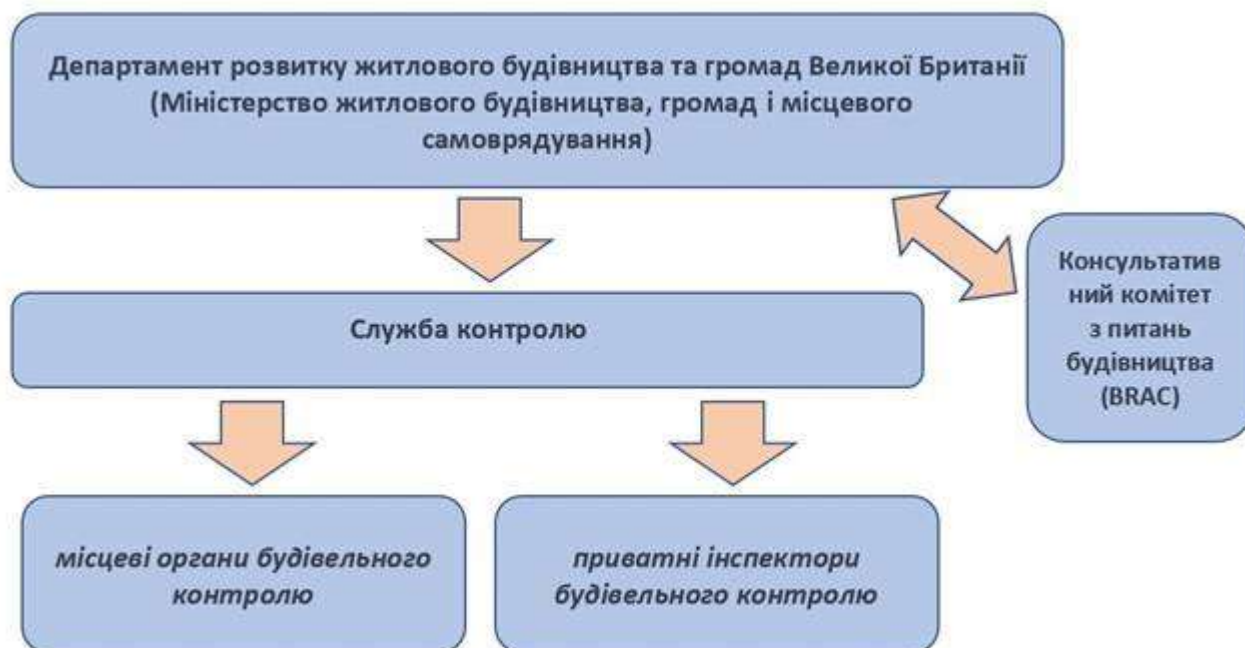 Департамент розвитку житлового будівництва та громад Великої Британії
(Міністерство житлового будівництва, громад і місцевого
самоврядування)
Консультатив
ний комітет
з питань
будівництва
(BRAC)
Служба контролю
місцеві органи будівельного
контролю
приватні інспектори
будівельного контролю